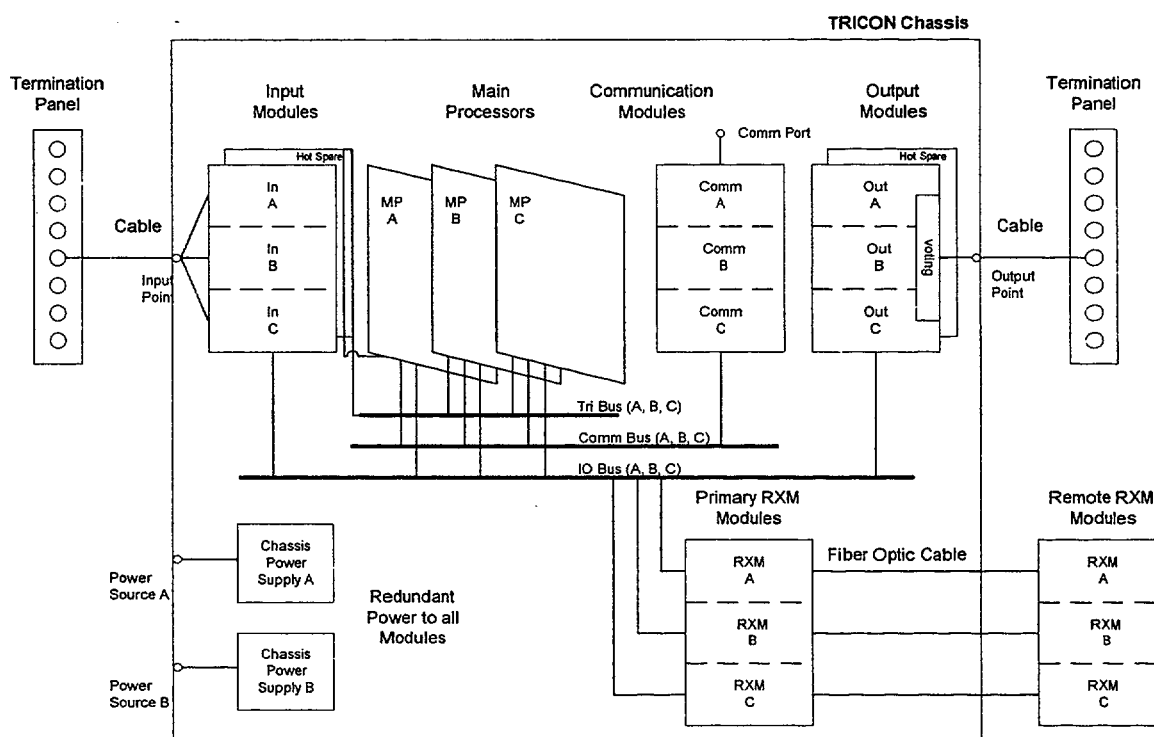 TRICON Chassis
Termination
Panel
Input
Modules
Main
Processors
Communication
Modules
Output
Modules
Termination
Panel
Comm Port
Hot Spare
Hot Spare
In
A
In
B
In
C
MP
A
MP
B
MP
C
Comm
A
Comm
B
Comm
C
Out
A
Out
B
Out
C
voting
Cable
Input
Point
Cable
Output
Point
Tri Bus (A, B, C)
Comm Bus (A, B, C)
IO Bus (A, B, C)
Primary RXM
Modules
Remote RXM
Modules
Chassis
Power
Supply A
Power
Source A
Redundant
Power to all
Modules
Chassis
Power
Supply B
Power
Source B
RXM
A
RXM
B
RXM
C
Fiber Optic Cable
RXM
A
RXM
B
RXM
C